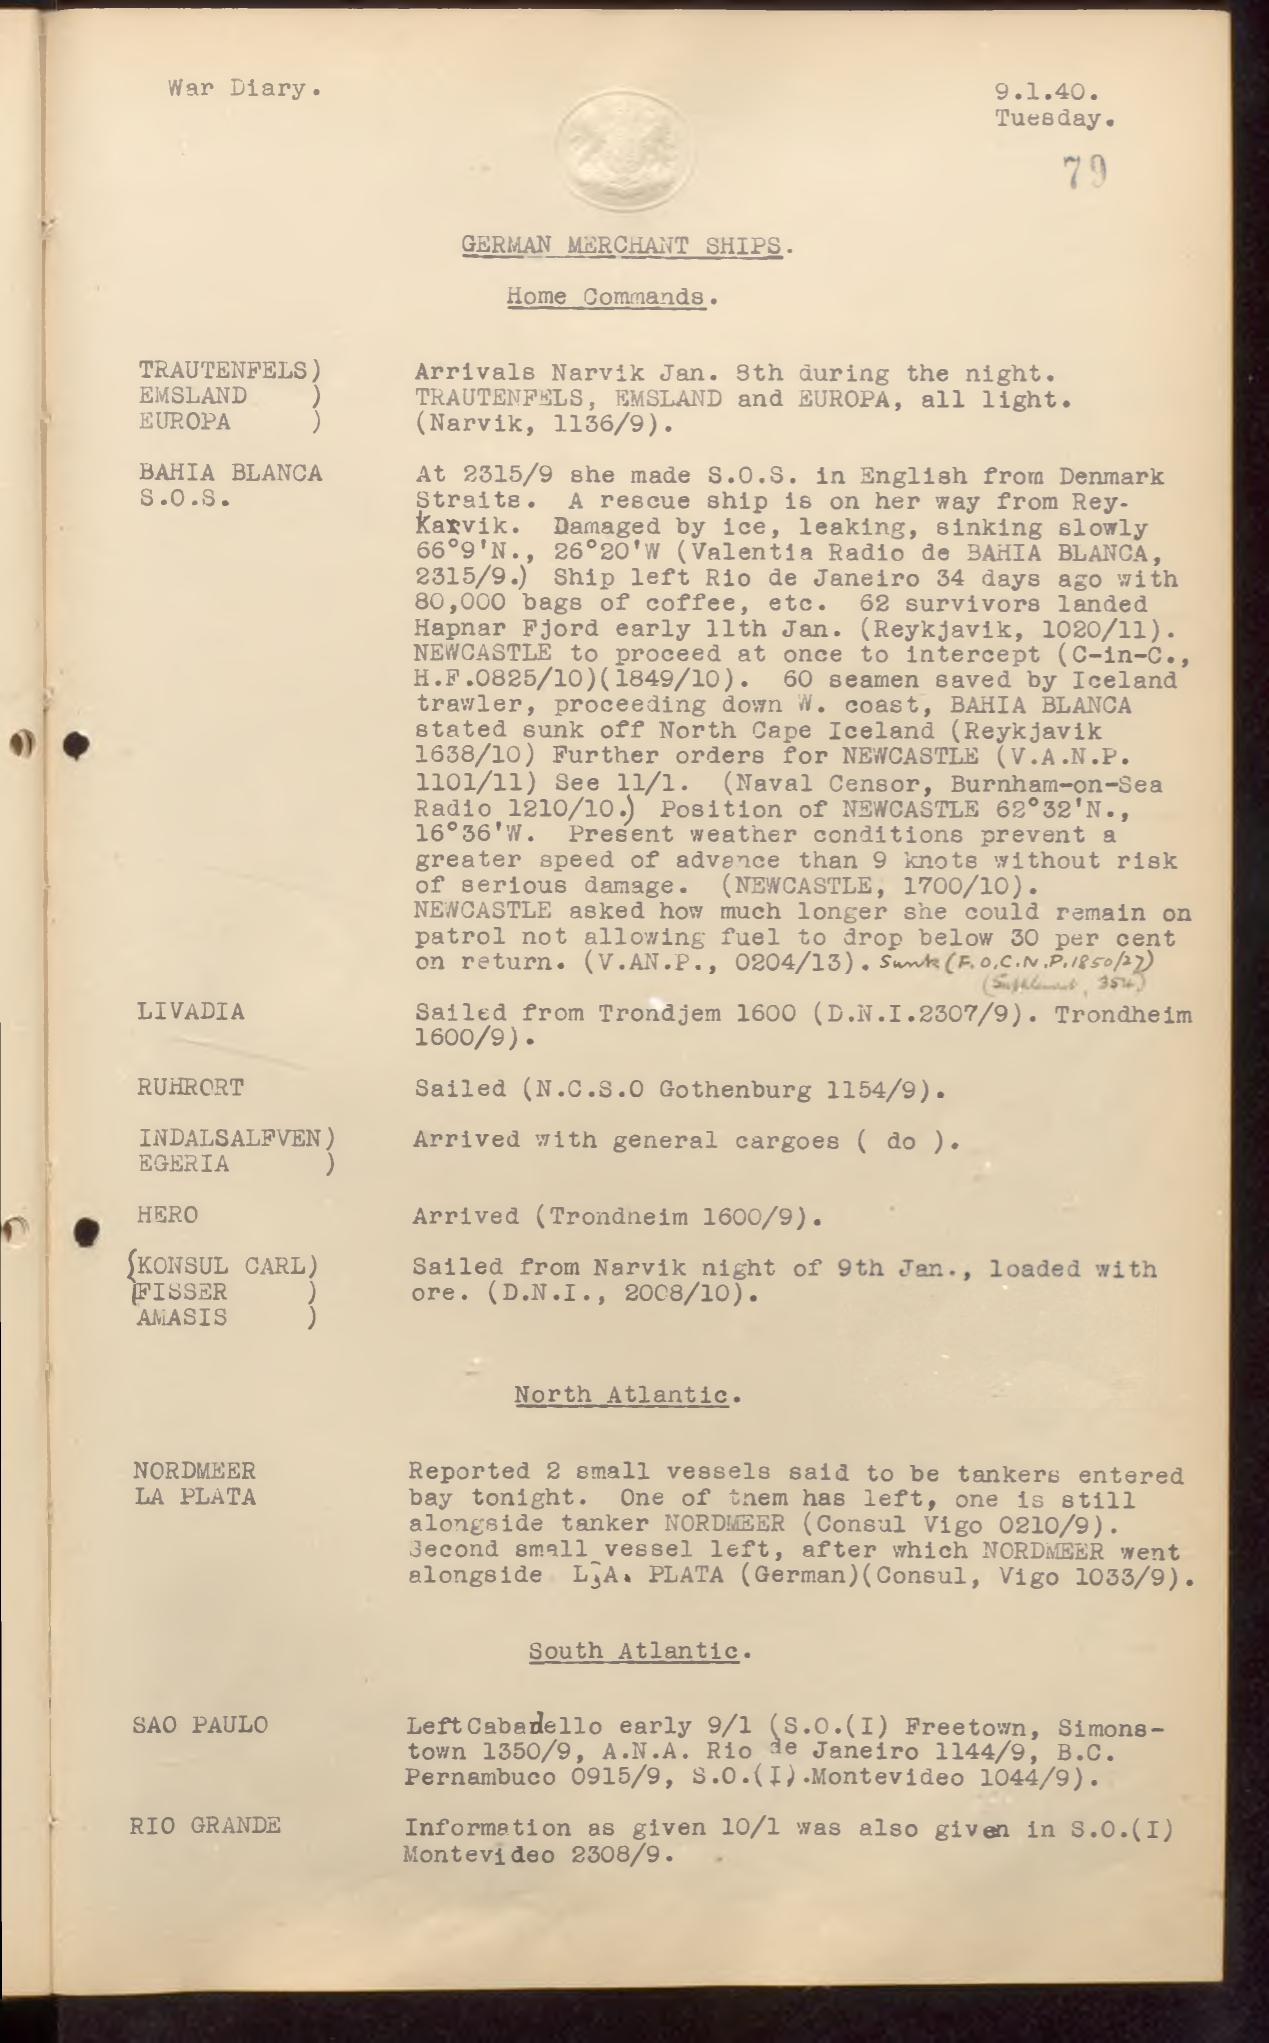 War Diary.
9.1.40.
Tuesday.
79
GERMAN MERCHANT SHIPS.
Home Commands.
TRAUTENFELS) Arrivals Narvik Jan. 8th during the night.
EMSLAND ) TRAUTENFELS, EMSLAND and EUROPA, all light.
EUROPA ) (Narvik, 1136/9).
BAHIA BLANCA At 2315/9 she made S.O.S. in English from Denmark
S.O.S. Straits. A rescue ship is on her way from Rey-
Karvik. Damaged by ice, leaking, sinking slowly
66°9'N., 26°20'W (Valentia Radio de BAHIA BLANCA,
2315/9.) Ship left Rio de Janeiro 34 days ago with
80,000 bags of coffee, etc. 62 survivors landed
Hapnar Fjord early 11th Jan. (Reykjavik, 1020/11).
NEWCASTLE to proceed at once to intercept (C-in-C.,
H.F.0825/10)(1849/10). 60 seamen saved by Iceland
trawler, proceeding down W. coast, BAHIA BLANCA
stated sunk off North Cape Iceland (Reykjavik
1638/10) Further orders for NEWCASTLE (V.A.N.P.
1101/11) See 11/1. (Naval Censor, Burnham-on-Sea
Radio 1210/10.) Position of NEWCASTLE 62°32'N.,
16°36'W. Present weather conditions prevent a
greater speed of advance than 9 knots without risk
of serious damage. (NEWCASTLE, 1700/10).
NEWCASTLE asked how much longer she could remain on
patrol not allowing fuel to drop below 30 per cent
on return. (V.AN.P., 0204/13). Sunk (F.O.C.N.P. 1850/27)
(Supplement, 354)
LIVADIA Sailed from Trondjem 1600 (D.N.I.2307/9). Trondheim
1600/9).
RUHRORT Sailed (N.C.S.O Gothenburg 1154/9).
INDALSALFVEN) Arrived with general cargoes ( do ).
EGERIA )
HERO Arrived (Trondheim 1600/9).
(KONSUL CARL) Sailed from Narvik night of 9th Jan., loaded with
(FISSER ) ore. (D.N.I., 2008/10).
AMASIS )
North Atlantic.
NORDMEER Reported 2 small vessels said to be tankers entered
LA PLATA bay tonight. One of them has left, one is still
alongside tanker NORDMEER (Consul Vigo 0210/9).
Second small vessel left, after which NORDMEER went
alongside LA PLATA (German)(Consul, Vigo 1033/9).
South Atlantic.
SAO PAULO Left Cabadello early 9/1 (S.O.(I) Freetown, Simons-
town 1350/9, A.N.A. Rio de Janeiro 1144/9, B.C.
Pernambuco 0915/9, S.O.(I).Montevideo 1044/9).
RIO GRANDE Information as given 10/1 was also given in S.O.(I)
Montevideo 2308/9.